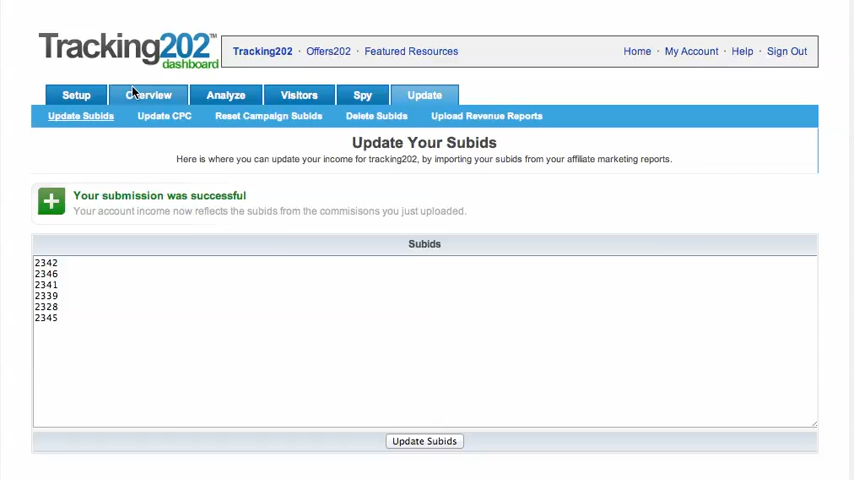 Tracking202™
dashboard
Tracking202 · Offers202 · Featured Resources
Home · My Account · Help · Sign Out
Setup Overview Analyze Visitors Spy Update
Update Subids Update CPC Reset Campaign Subids Delete Subids Upload Revenue Reports
Update Your Subids
Here is where you can update your income for tracking202, by importing your subids from your affiliate marketing reports.
Your submission was successful
Your account income now reflects the subids from the commisisons you just uploaded.
Subids
2342
2346
2341
2339
2328
2345
Update Subids